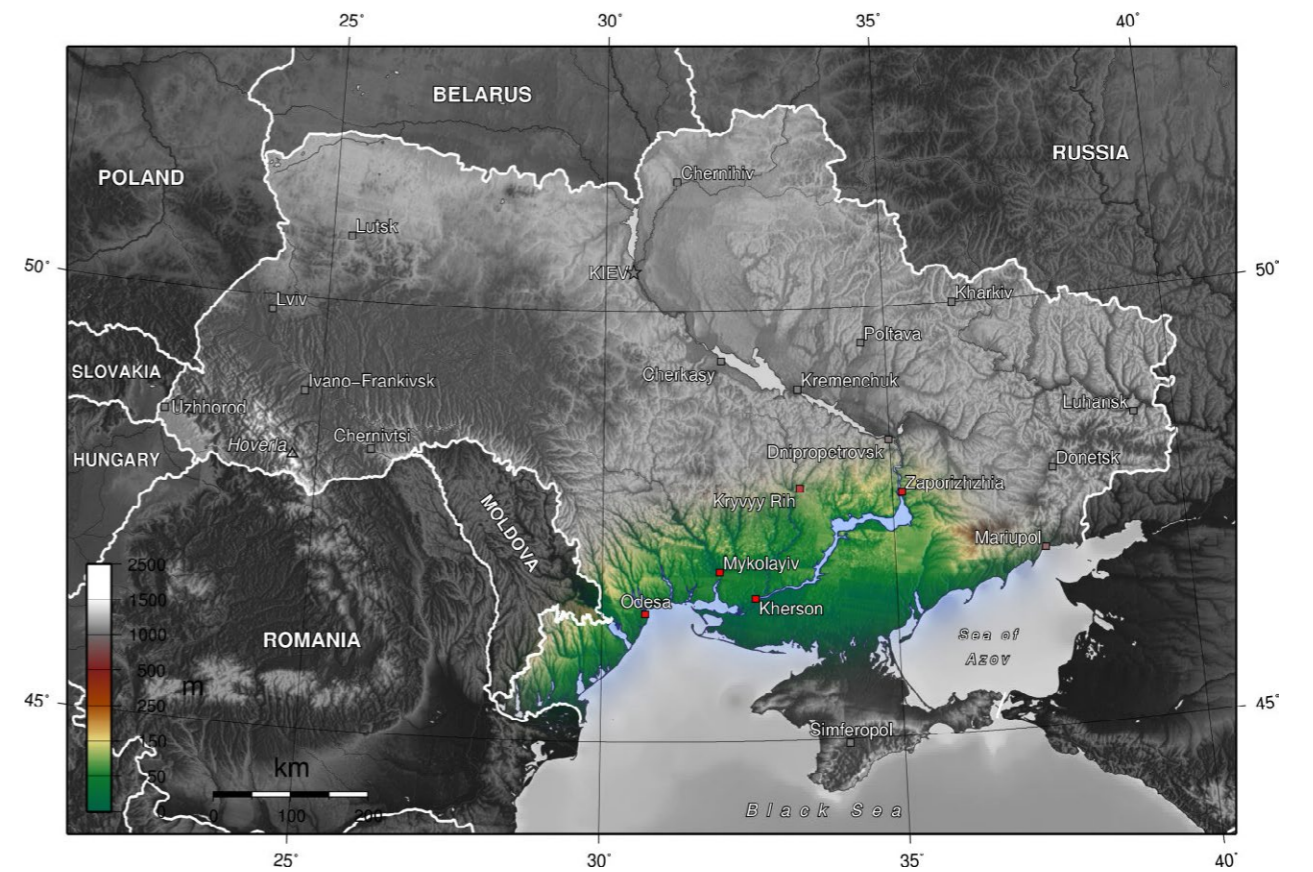 25° 30° 35° 40°
BELARUS
RUSSIA
POLAND
Chernihiv
Lutsk
50° KIEV 50°
Lviv Kharkiv
Poltava
SLOVAKIA Cherkasy Kremenchuk
Ivano-Frankivsk
Uzhhorod Luhansk
Hoverla Chernivtsi
HUNGARY Dnipropetrovsk Donetsk
Zaporizhzhia
Kryvyy Rih
MOLDOVA
Mariupol
2500 Mykolayiv
1500 Odesa Kherson
1000 ROMANIA
Sea of
Azov
500
m
250
45° 45°
150 Simferopol
50 km
0 0 100 200
Black Sea
25° 30° 35° 40°